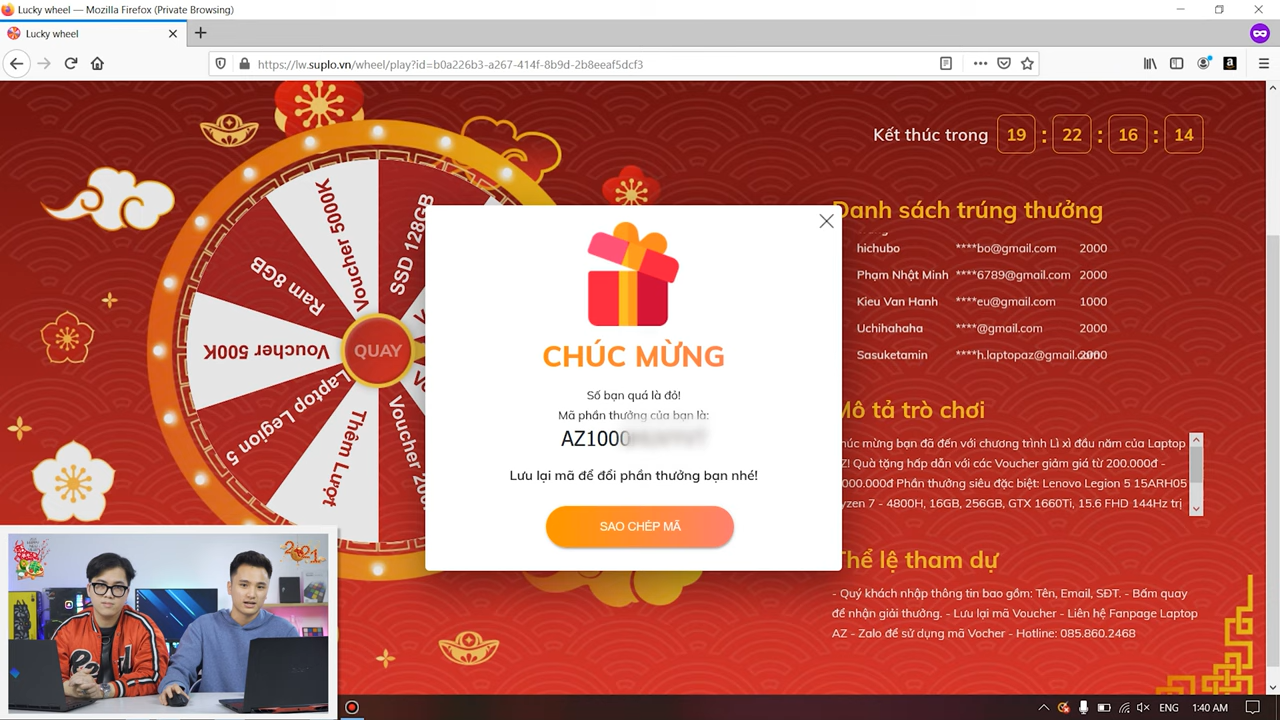 Lucky wheel — Mozilla Firefox (Private Browsing)
Lucky wheel
https://lw.suplo.vn/wheel/play?id=b0a226b3-a267-414f-8b9d-2b8eeaf5dcf3
Kết thúc trong 19 : 22 : 16 : 14
Voucher 5000K
SSD 128GB
Ram 8GB
Voucher 500K
QUAY
Laptop Legion 5
Thêm Lượt
Voucher 200
CHÚC MỪNG
Số bạn quá là đỏ!
Mã phần thưởng của bạn là:
AZ1000
Lưu lại mã để đổi phần thưởng bạn nhé!
SAO CHÉP MÃ
Danh sách trúng thưởng
hichubo ****bo@gmail.com 2000
Phạm Nhật Minh ****6789@gmail.com 2000
Kieu Van Hanh ****eu@gmail.com 1000
Uchihahaha ****@gmail.com 2000
Sasuketamin ****h.laptopaz@gmail.com 2000
Mô tả trò chơi
húc mừng bạn đã đến với chương trình Lì xì đầu năm của Laptop
Z! Quà tặng hấp dẫn với các Voucher giảm giá từ 200.000đ -
000.000đ Phần thưởng siêu đặc biệt: Lenovo Legion 5 15ARH05
yzen 7 - 4800H, 16GB, 256GB, GTX 1660Ti, 15.6 FHD 144Hz trị
Thể lệ tham dự
- Quý khách nhập thông tin bao gồm: Tên, Email, SĐT. - Bấm quay
để nhận giải thưởng. - Lưu lại mã Voucher - Liên hệ Fanpage Laptop
AZ - Zalo để sử dụng mã Vocher - Hotline: 085.860.2468
2021
ENG 1:40 AM